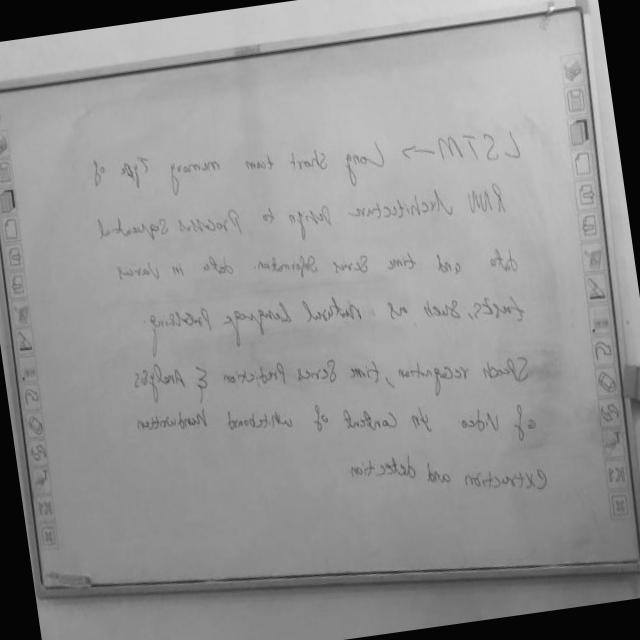 LSTM → Long Short term memory Type of
RNN Architecture Design to Process Sequential
data and time Series data in various
tasks, Such as Natural Language Processing
Speech recognition, time Series Prediction & Analysis
of Video in Context of whiteboard Handwritten
extraction and detection